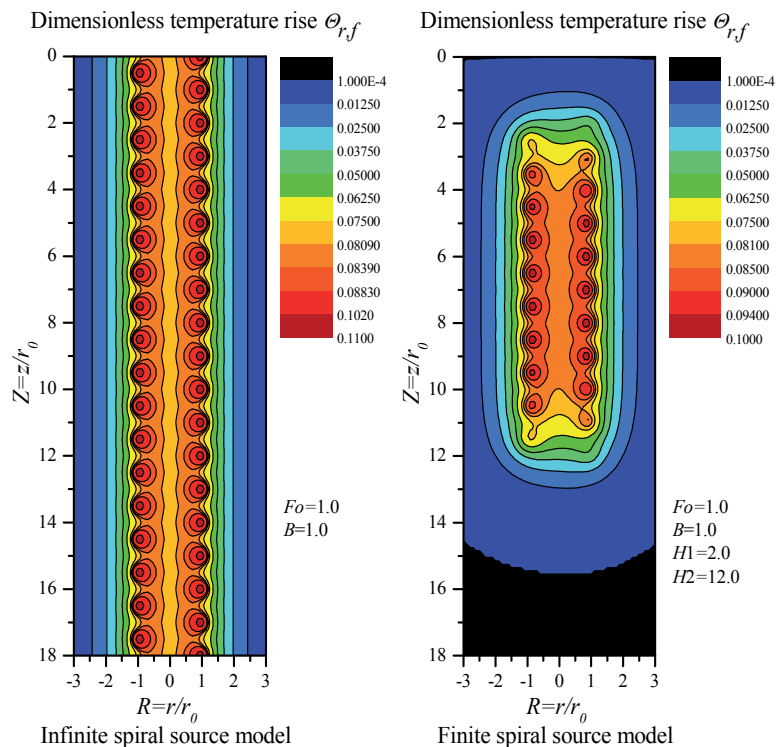 Dimensionless temperature rise Θr,f
0
2
4
6
8
10
12
14
16
18
Z=z/r0
-3 -2 -1 0 1 2 3
R=r/r0
1.000E-4
0.01250
0.02500
0.03750
0.05000
0.06250
0.07500
0.08090
0.08390
0.08830
0.1020
0.1100
Fo=1.0
B=1.0
Infinite spiral source model
Dimensionless temperature rise Θr,f
0
2
4
6
8
10
12
14
16
18
Z=z/r0
-3 -2 -1 0 1 2 3
R=r/r0
1.000E-4
0.01250
0.02500
0.03750
0.05000
0.06250
0.07500
0.08100
0.08500
0.09000
0.09400
0.1000
Fo=1.0
B=1.0
H1=2.0
H2=12.0
Finite spiral source model